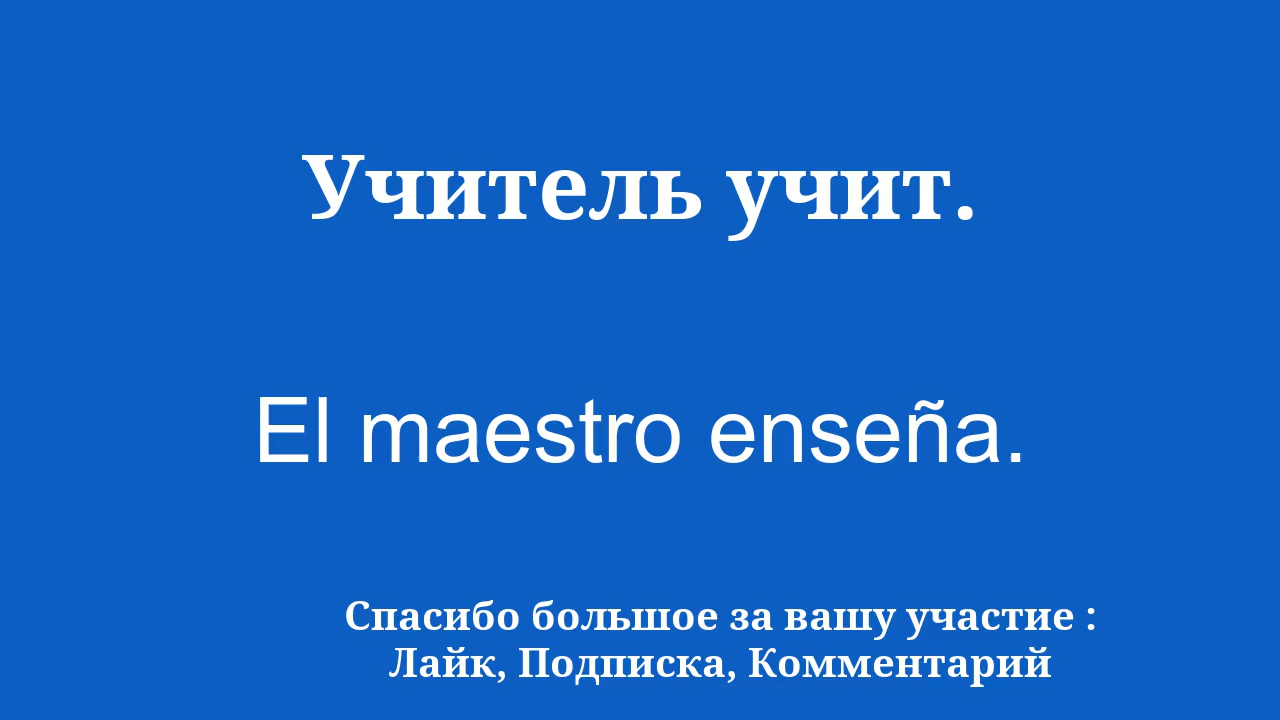 Учитель учит.
El maestro enseña.
Спасибо большое за вашу участие :
Лайк, Подписка, Комментарий